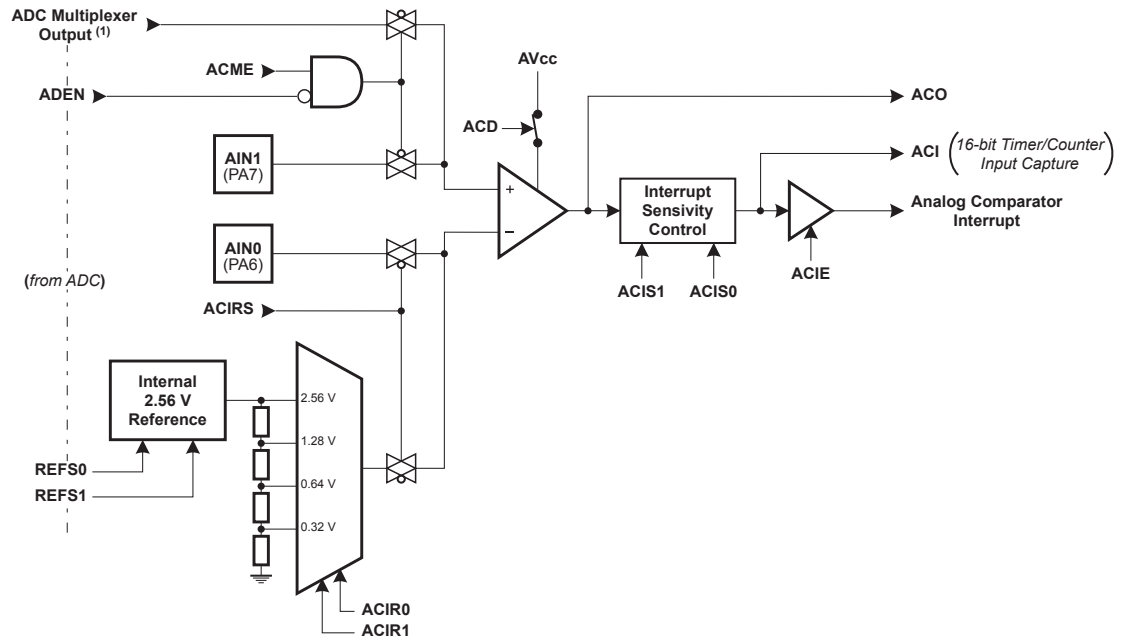 ADC Multiplexer
Output (1)
ACME
ADEN
AIN1
(PA7)
AIN0
(PA6)
(from ADC)
ACIRS
Internal
2.56 V
Reference
REFS0
REFS1
2.56 V
1.28 V
0.64 V
0.32 V
ACIR0
ACIR1
AVcc
ACD
+
–
Interrupt
Sensivity
Control
ACIS1
ACIS0
ACIE
ACO
ACI (16-bit Timer/Counter
Input Capture)
Analog Comparator
Interrupt